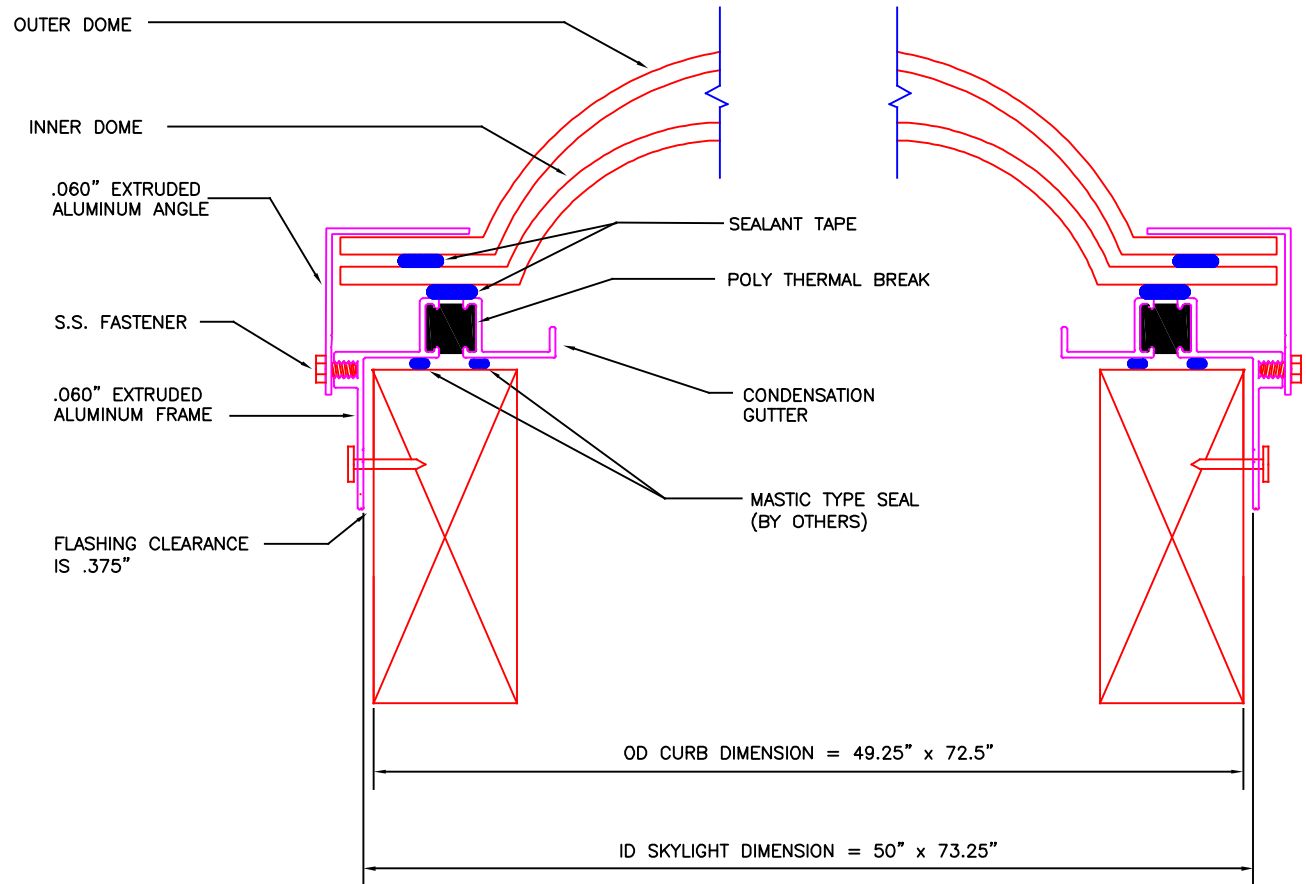 OUTER DOME
INNER DOME
.060” EXTRUDED
ALUMINUM ANGLE
S.S. FASTENER
.060” EXTRUDED
ALUMINUM FRAME
FLASHING CLEARANCE
IS .375”
SEALANT TAPE
POLY THERMAL BREAK
CONDENSATION
GUTTER
MASTIC TYPE SEAL
(BY OTHERS)
OD CURB DIMENSION = 49.25” x 72.5”
ID SKYLIGHT DIMENSION = 50” x 73.25”